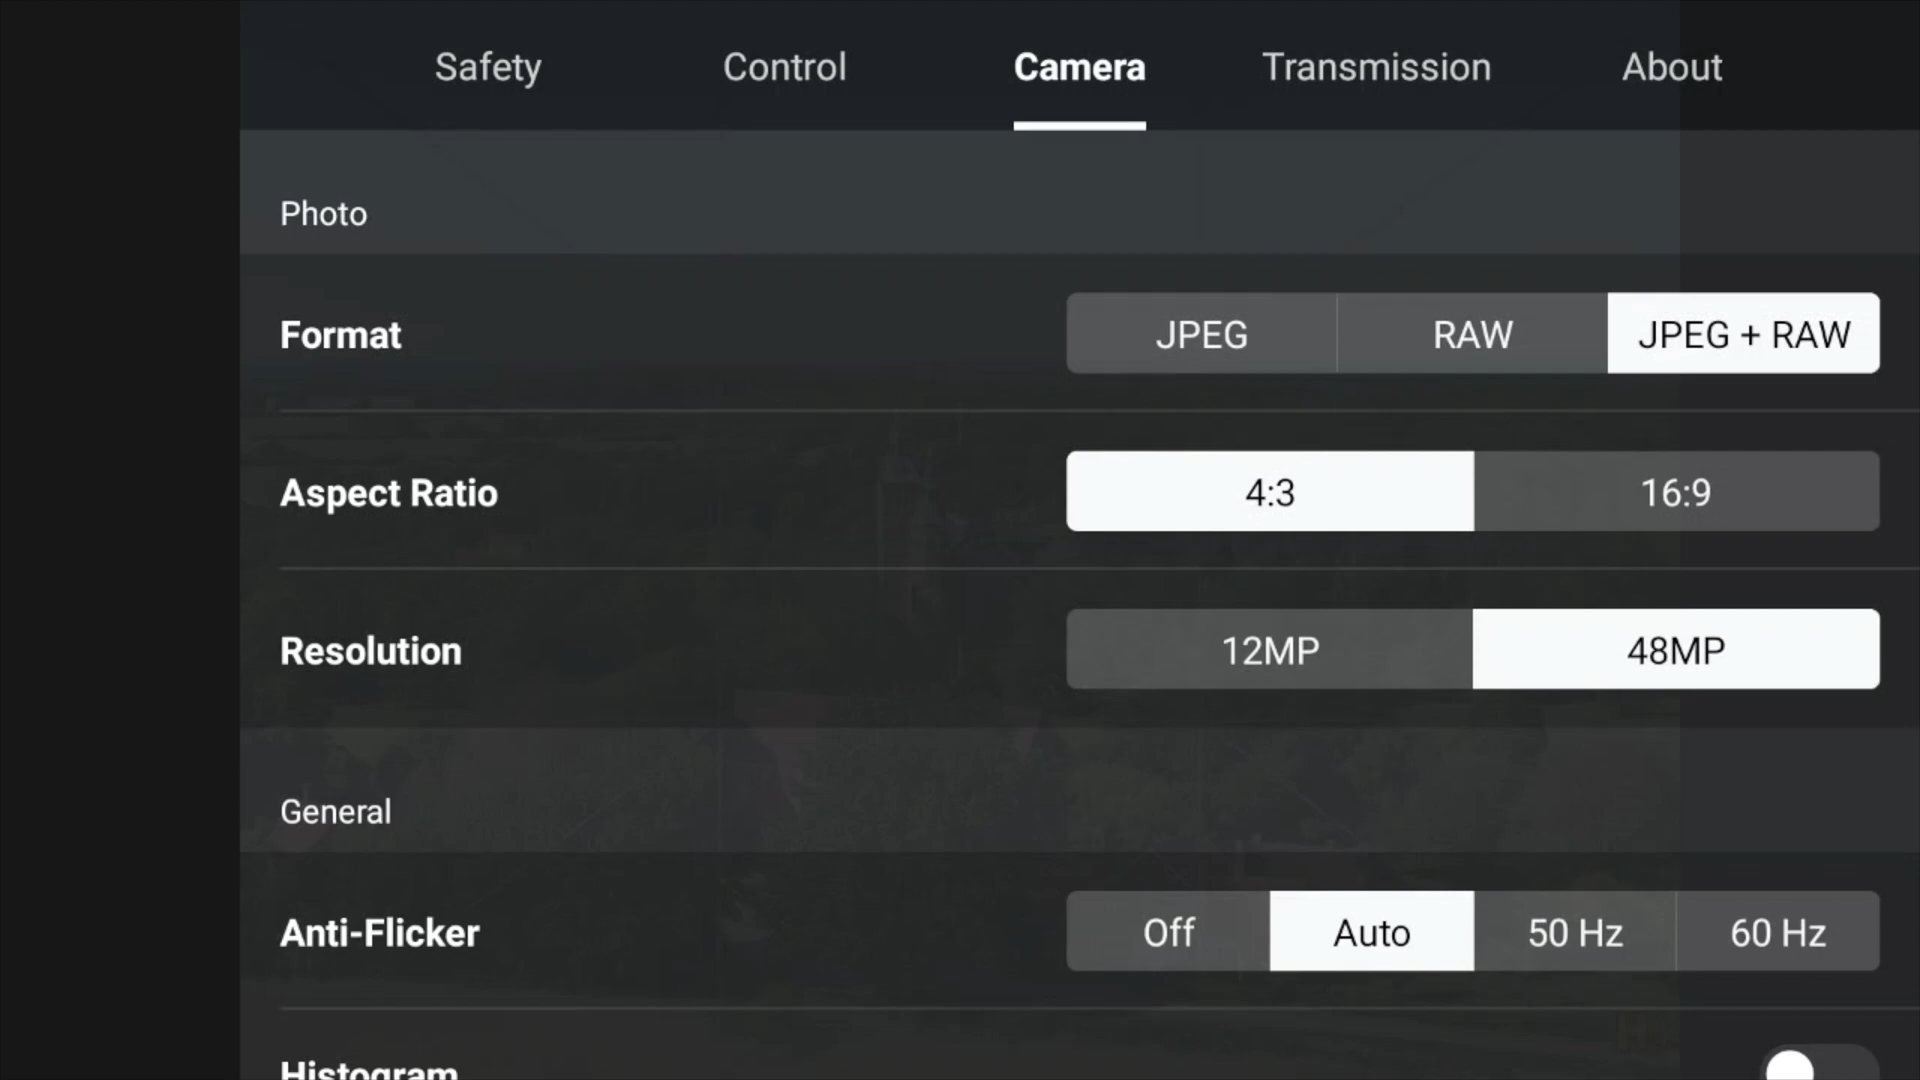 Safety Control Camera Transmission About
Photo
Format JPEG RAW JPEG + RAW
Aspect Ratio 4:3 16:9
Resolution 12MP 48MP
General
Anti-Flicker Off Auto 50 Hz 60 Hz
Histogram